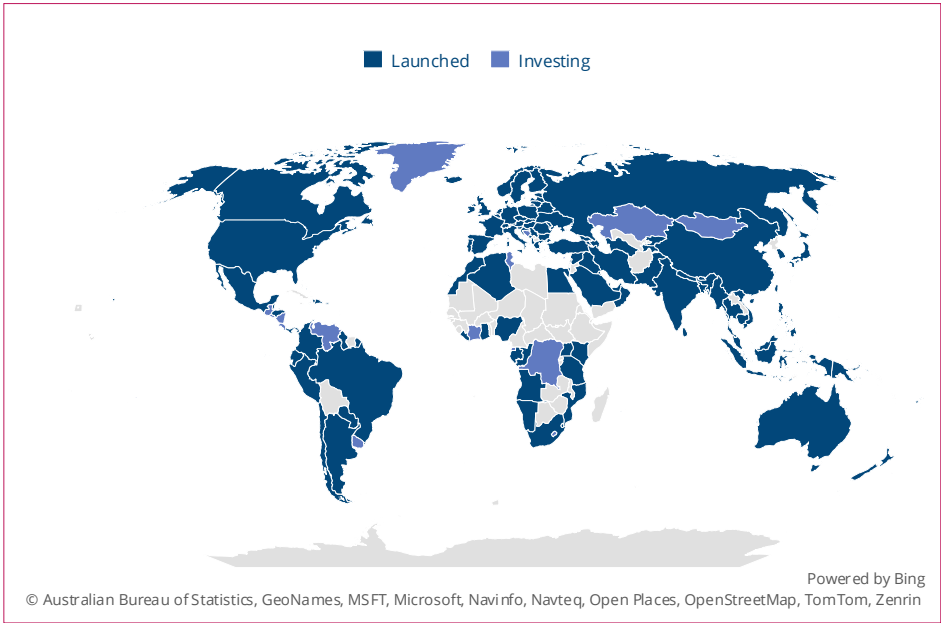 Launched Investing
Powered by Bing
© Australian Bureau of Statistics, GeoNames, MSFT, Microsoft, Navinfo, Navteq, Open Places, OpenStreetMap, TomTom, Zenrin